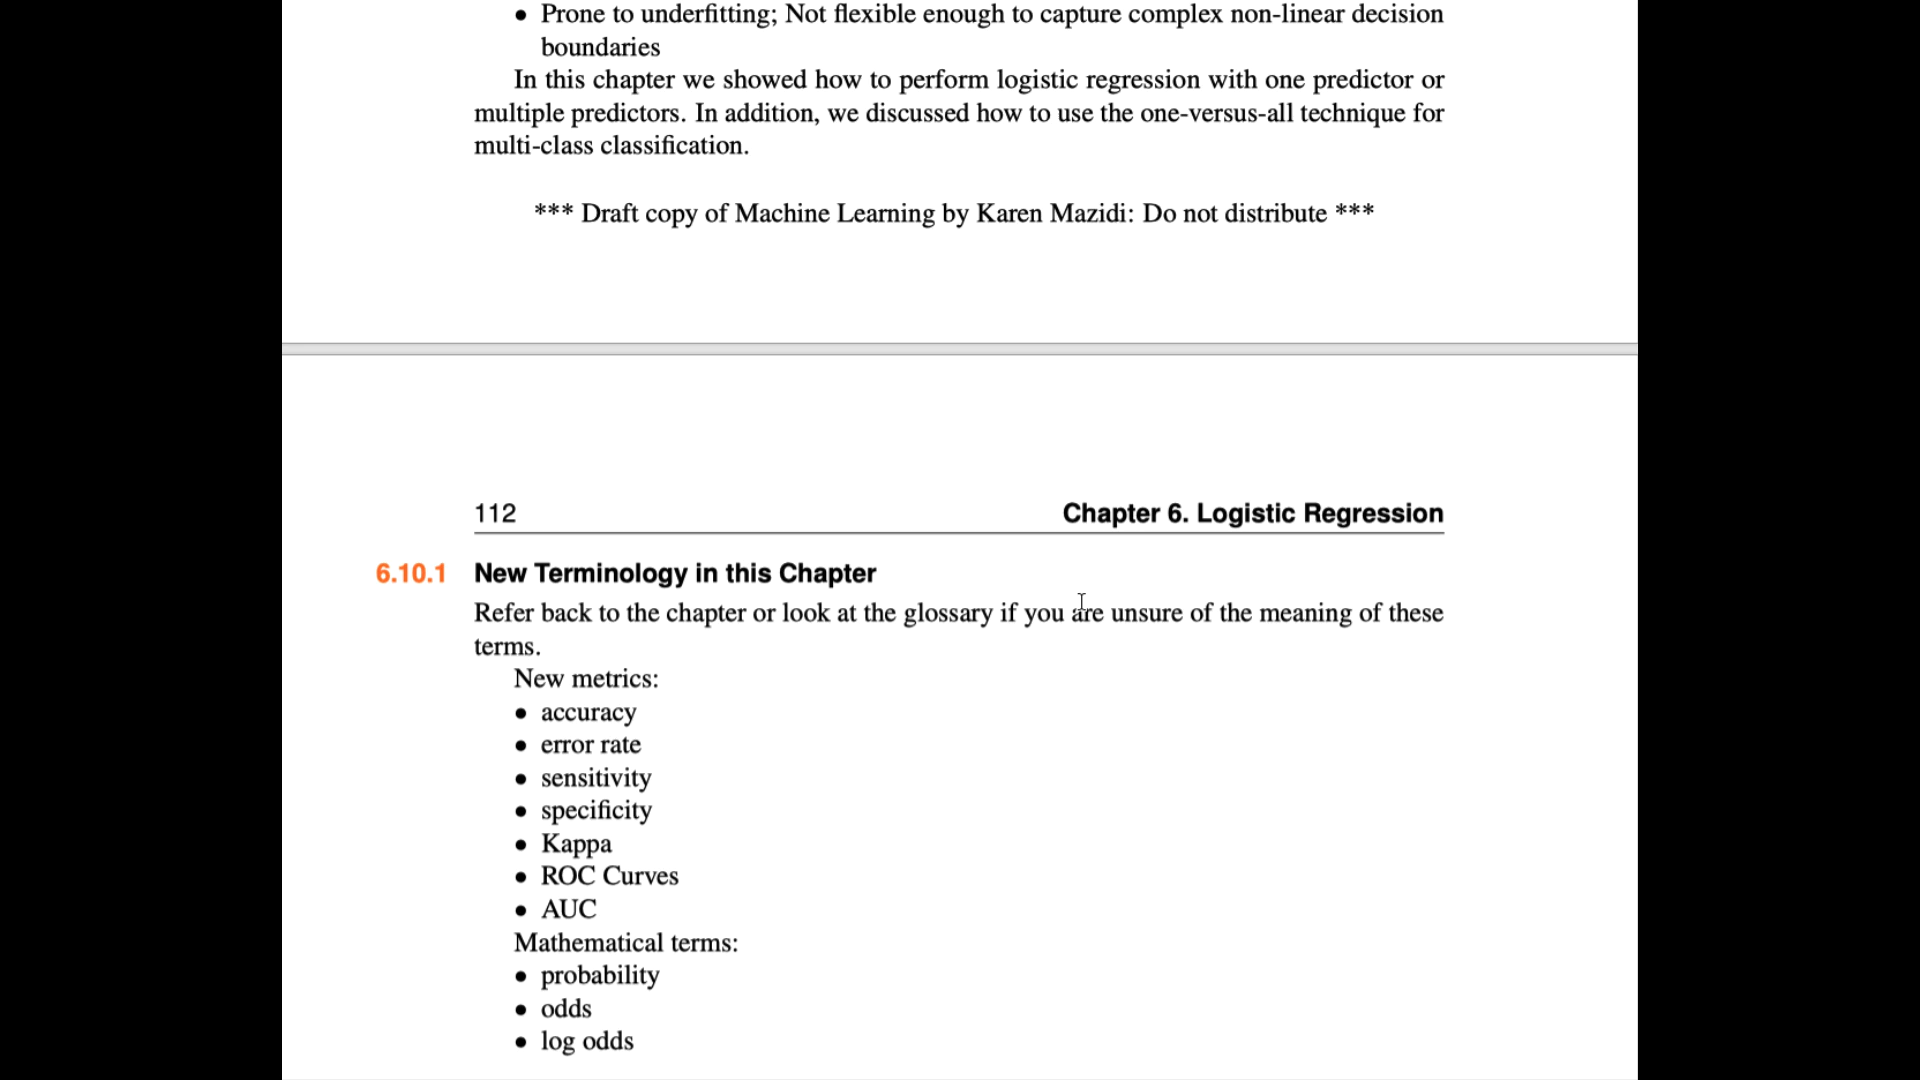 • Prone to underfitting; Not flexible enough to capture complex non-linear decision
boundaries
In this chapter we showed how to perform logistic regression with one predictor or
multiple predictors. In addition, we discussed how to use the one-versus-all technique for
multi-class classification.
*** Draft copy of Machine Learning by Karen Mazidi: Do not distribute ***
112 Chapter 6. Logistic Regression
6.10.1 New Terminology in this Chapter
Refer back to the chapter or look at the glossary if you are unsure of the meaning of these
terms.
New metrics:
• accuracy
• error rate
• sensitivity
• specificity
• Kappa
• ROC Curves
• AUC
Mathematical terms:
• probability
• odds
• log odds